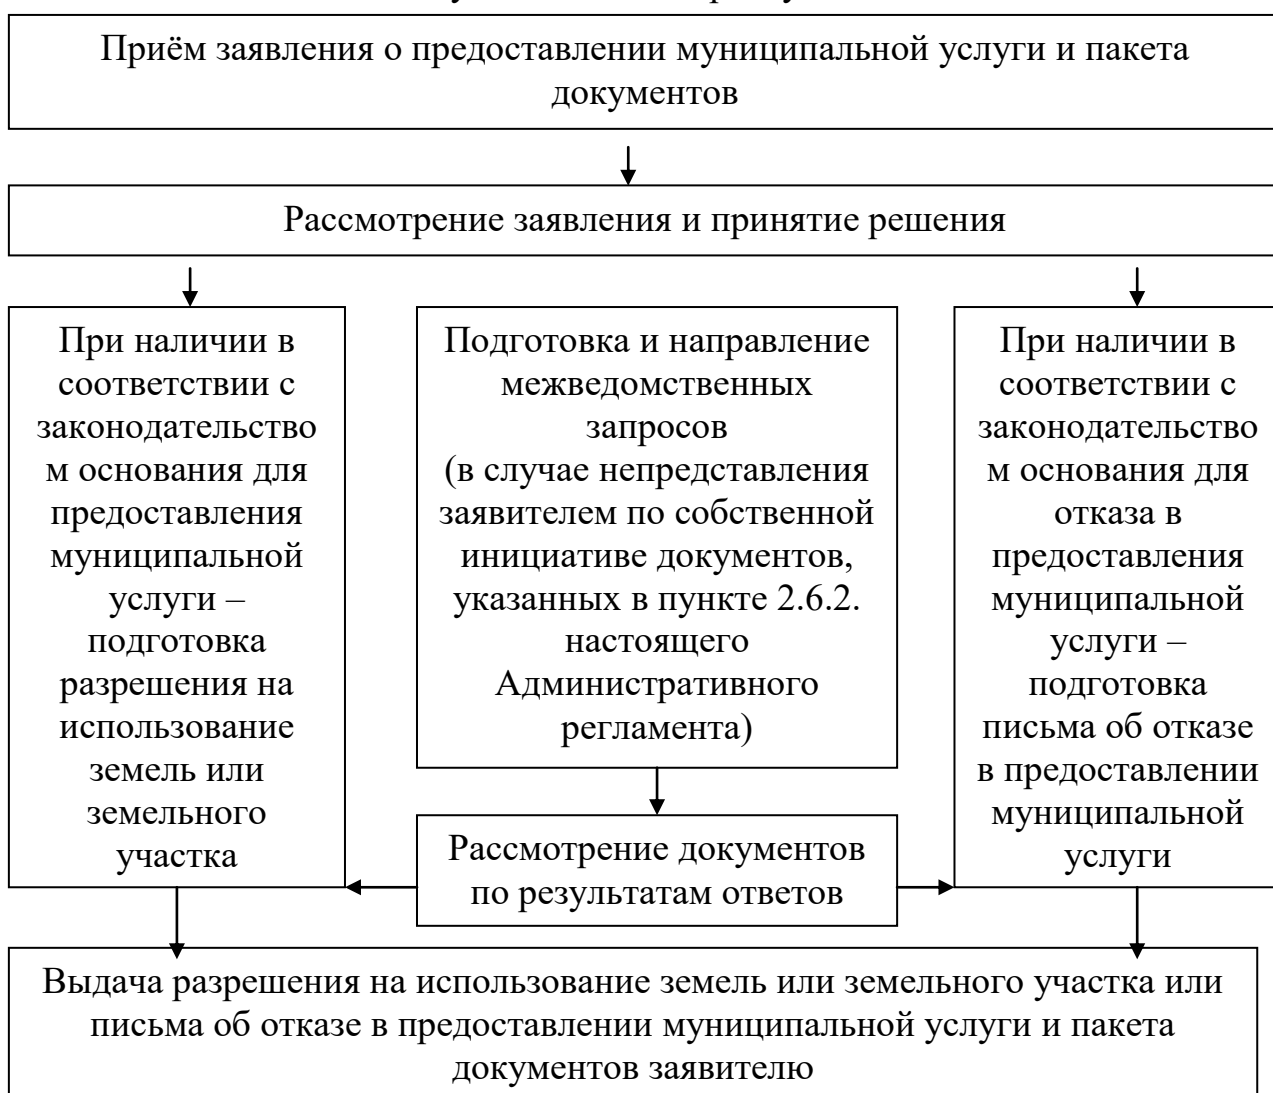 Приём заявления о предоставлении муниципальной услуги и пакета
документов
Рассмотрение заявления и принятие решения
При наличии в
соответствии с
законодательство
м основания для
предоставления
муниципальной
услуги –
подготовка
разрешения на
использование
земель или
земельного
участка
Подготовка и направление
межведомственных
запросов
(в случае непредставления
заявителем по собственной
инициативе документов,
указанных в пункте 2.6.2.
настоящего
Административного
регламента)
При наличии в
соответствии с
законодательство
м основания для
отказа в
предоставления
муниципальной
услуги –
подготовка
письма об отказе
в предоставлении
муниципальной
услуги
Рассмотрение документов
по результатам ответов
Выдача разрешения на использование земель или земельного участка или
письма об отказе в предоставлении муниципальной услуги и пакета
документов заявителю